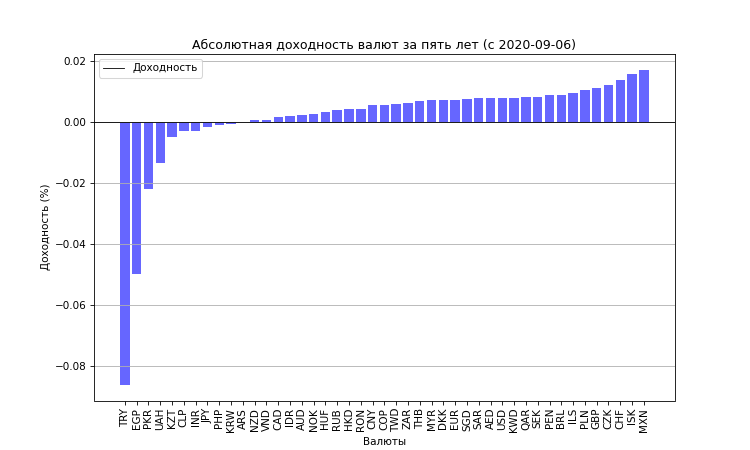 Абсолютная доходность валют за пять лет (с 2020-09-06)
Доходность
0.02
0.00
−0.02
−0.04
−0.06
−0.08
Доходность (%)
TRY
EGP
PKR
UAH
KZT
CLP
INR
JPY
PHP
KRW
ARS
NZD
VND
CAD
IDR
AUD
NOK
HUF
RUB
HKD
RON
CNY
COP
TWD
ZAR
THB
MYR
DKK
EUR
SGD
SAR
AED
USD
KWD
QAR
SEK
PEN
BRL
ILS
PLN
GBP
CZK
CHF
ISK
MXN
Валюты